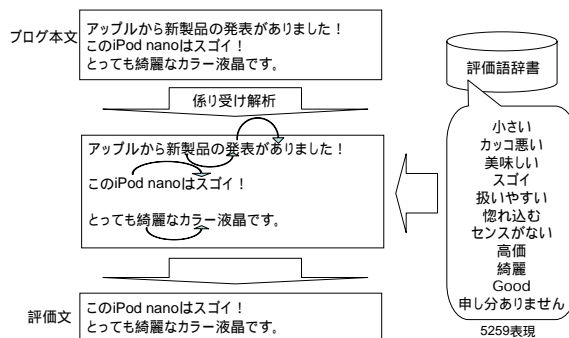 ブログ本文
アップルから新製品の発表がありました！
このiPod nanoはスゴイ！
とっても綺麗なカラー液晶です。
係り受け解析
アップルから新製品の発表がありました！
このiPod nanoはスゴイ！
とっても綺麗なカラー液晶です。
評価文
このiPod nanoはスゴイ！
とっても綺麗なカラー液晶です。
評価語辞書
小さい
カッコ悪い
美味しい
スゴイ
扱いやすい
惚れ込む
センスがない
高価
綺麗
Good
申し分ありません
5259表現